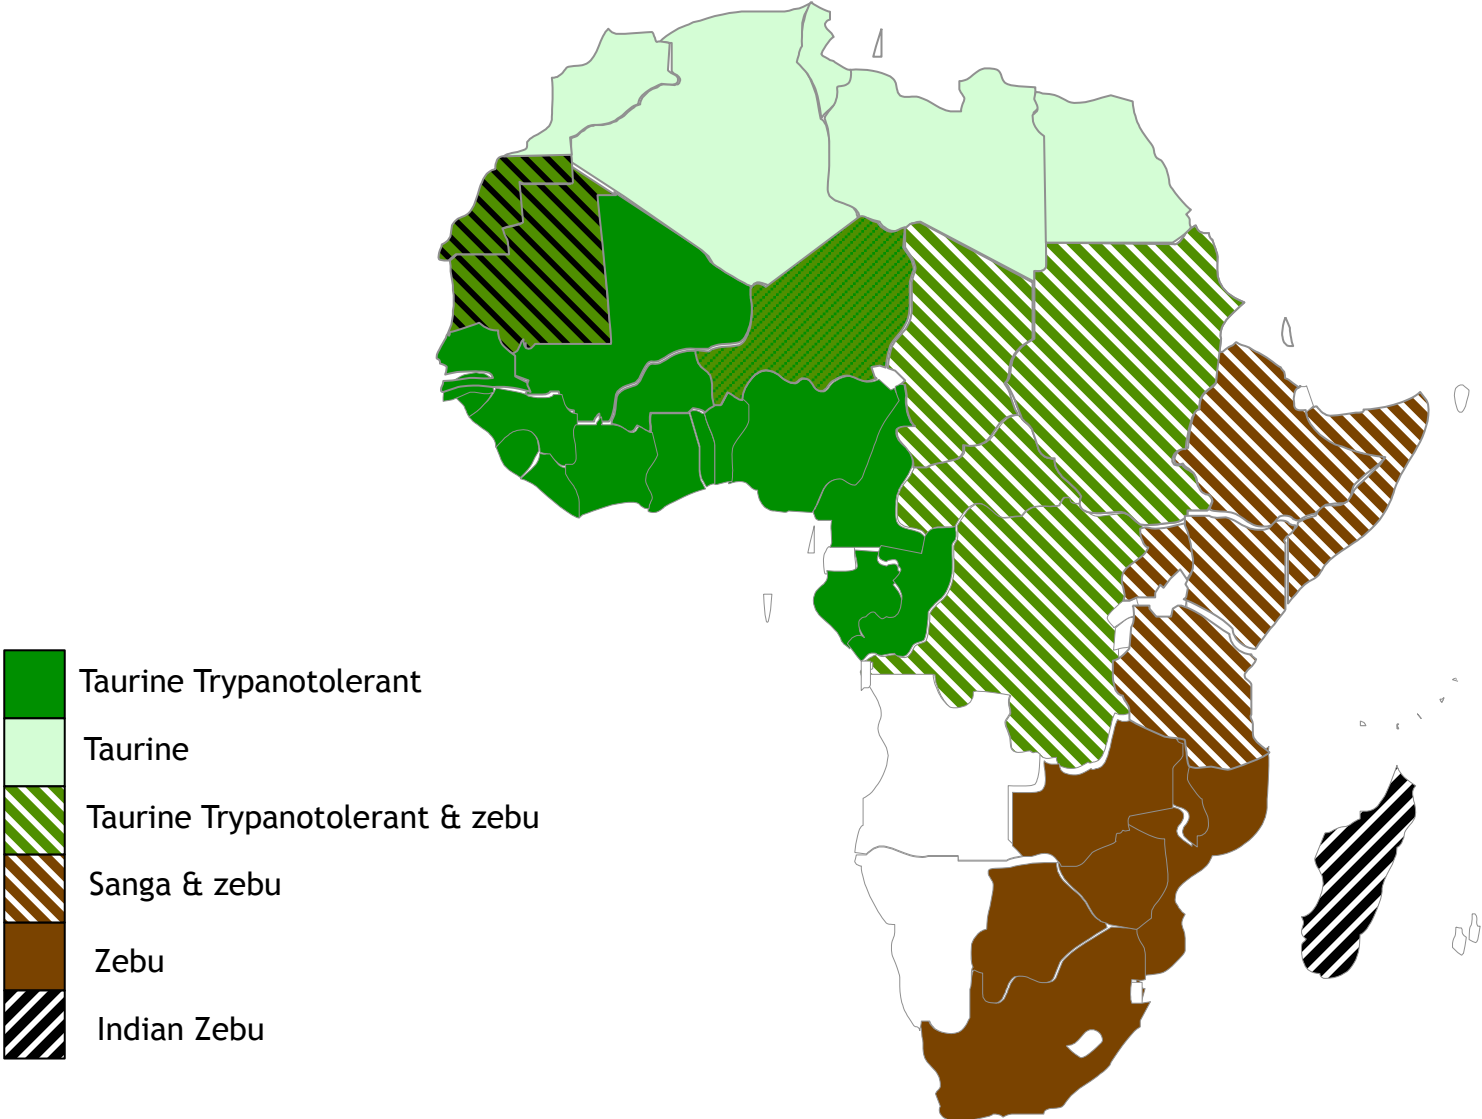 Taurine Trypanotolerant
Taurine
Taurine Trypanotolerant & zebu
Sanga & zebu
Zebu
Indian Zebu